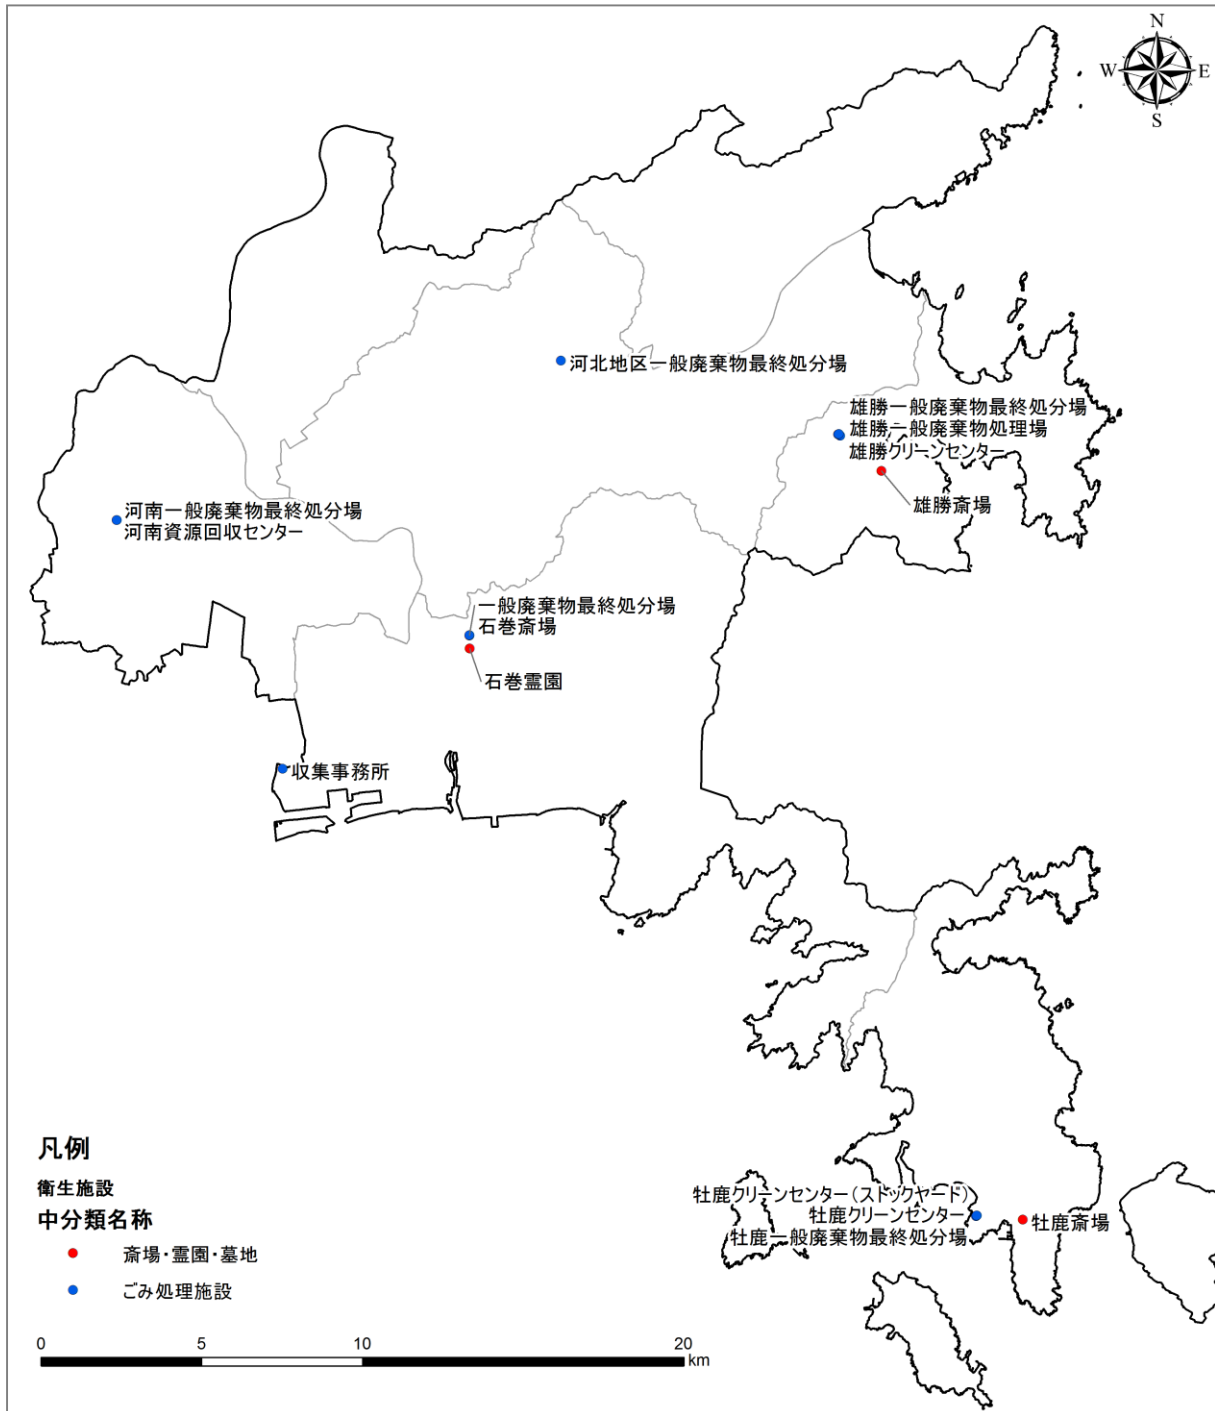 N
W
E
S
河北地区一般廃棄物最終処分場
雄勝一般廃棄物最終処分場
雄勝一般廃棄物処理場
雄勝クリーンセンター
雄勝斎場
河南一般廃棄物最終処分場
河南資源回収センター
一般廃棄物最終処分場
石巻斎場
石巻霊園
収集事務所
牡鹿クリーンセンター(ストックヤード)
牡鹿クリーンセンター
牡鹿一般廃棄物最終処分場
牡鹿斎場
凡例
衛生施設
中分類名称
斎場・霊園・墓地
ごみ処理施設
0 5 10 20
km